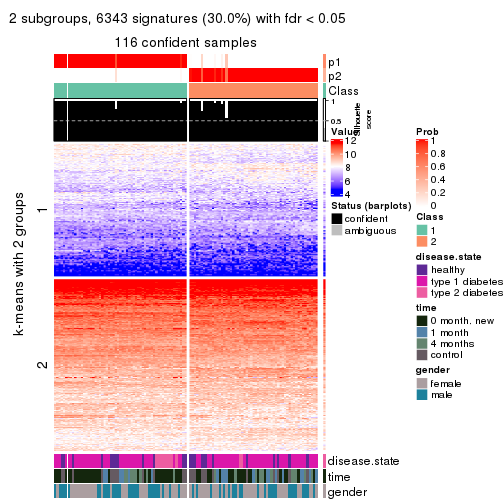 2 subgroups, 6343 signatures (30.0%) with fdr < 0.05
116 confident samples
p1
p2
Class
1
0.5
Silhouette
score
k-means with 2 groups
1
2
disease.state
time
gender
Value
12
10
8
6
4
Status (barplots)
confident
ambiguous
Prob
1
0.8
0.6
0.4
0.2
0
Class
1
2
disease.state
healthy
type 1 diabetes
type 2 diabetes
time
0 month. new
1 month
4 months
control
gender
female
male